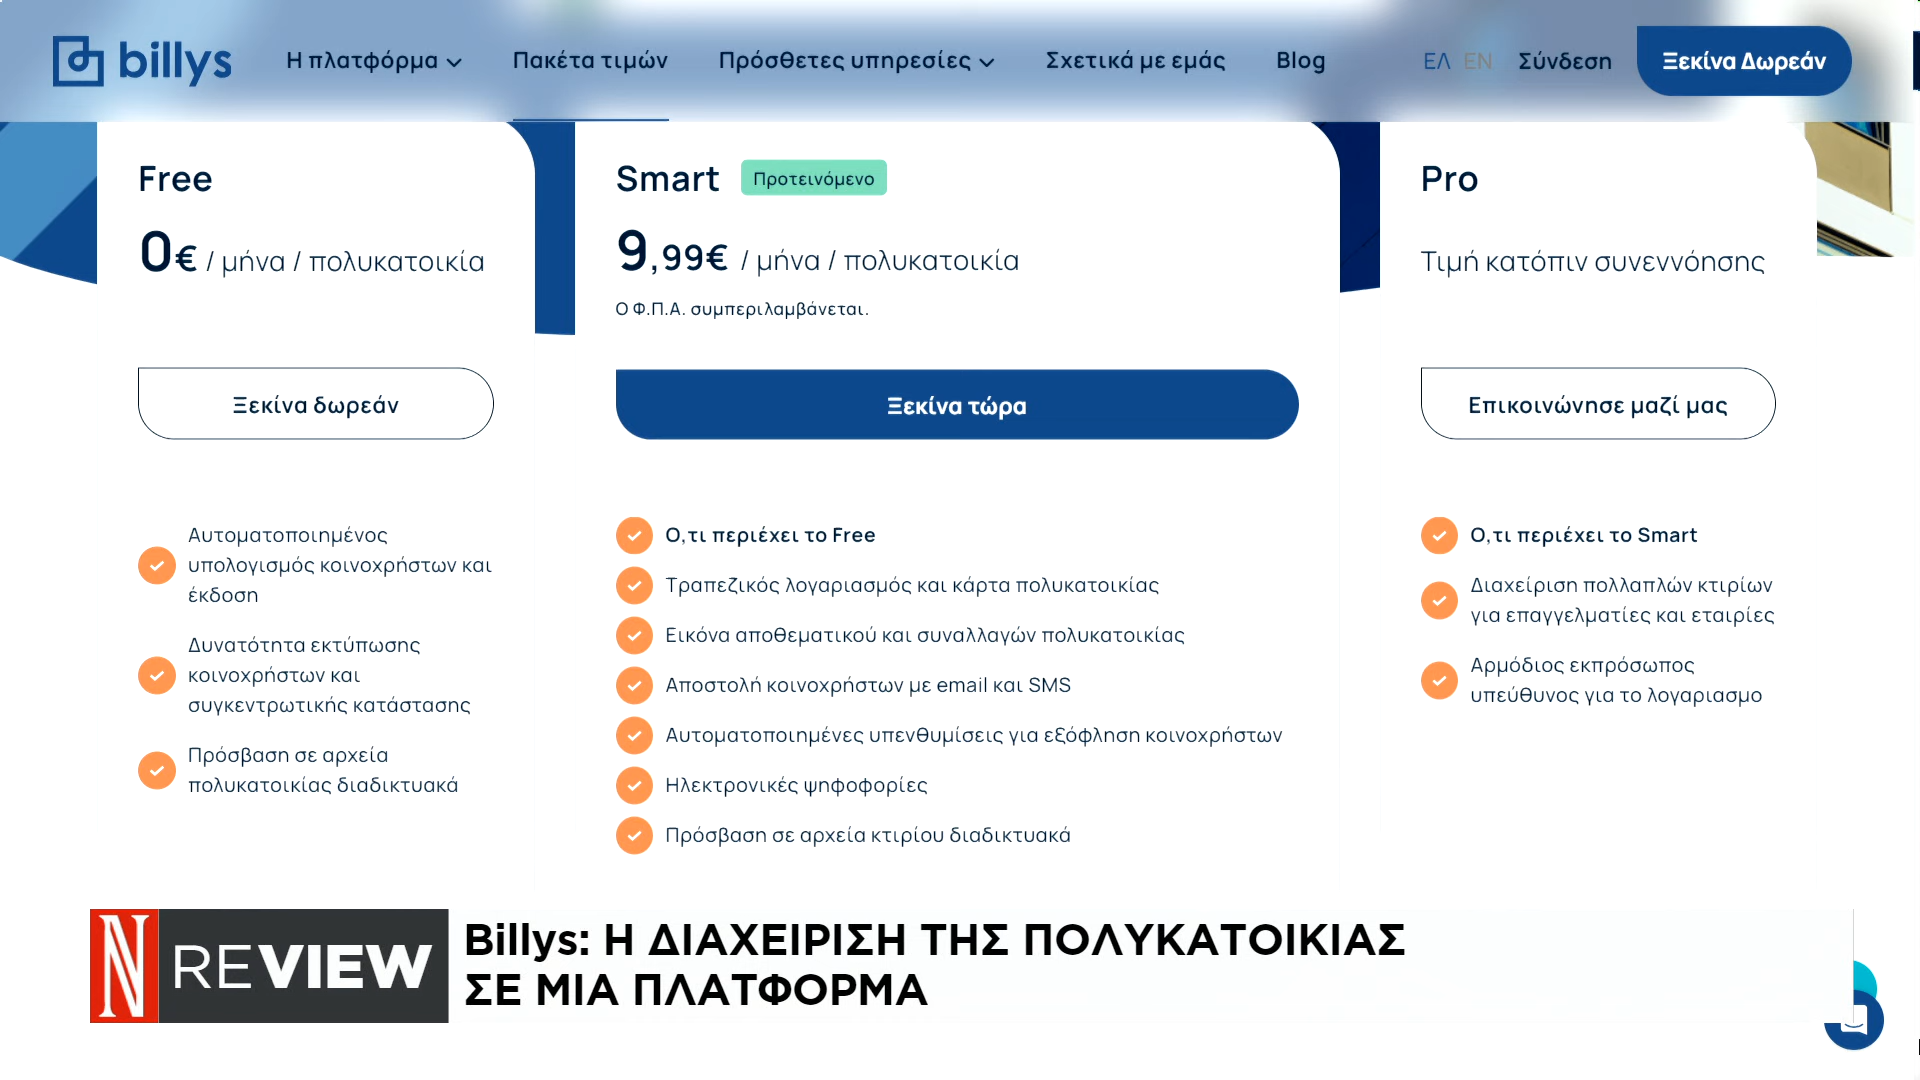 billys
Η πλατφόρμα
Πακέτα τιμών
Πρόσθετες υπηρεσίες
Σχετικά με εμάς
Blog
ΕΛ EN
Σύνδεση
Ξεκίνα Δωρεάν
Free
0€ / μήνα / πολυκατοικία
Ξεκίνα δωρεάν
Αυτοματοποιημένος
υπολογισμός κοινοχρήστων και
έκδοση
Δυνατότητα εκτύπωσης
κοινοχρήστων και
συγκεντρωτικής κατάστασης
Πρόσβαση σε αρχεία
πολυκατοικίας διαδικτυακά
Smart
Προτεινόμενο
9,99€ / μήνα / πολυκατοικία
Ο Φ.Π.Α. συμπεριλαμβάνεται.
Ξεκίνα τώρα
Ο,τι περιέχει το Free
Τραπεζικός λογαριασμός και κάρτα πολυκατοικίας
Εικόνα αποθεματικού και συναλλαγών πολυκατοικίας
Αποστολή κοινοχρήστων με email και SMS
Αυτοματοποιημένες υπενθυμίσεις για εξόφληση κοινοχρήστων
Ηλεκτρονικές ψηφοφορίες
Πρόσβαση σε αρχεία κτιρίου διαδικτυακά
Pro
Τιμή κατόπιν συνεννόησης
Επικοινώνησε μαζί μας
Ο,τι περιέχει το Smart
Διαχείριση πολλαπλών κτιρίων
για επαγγελματίες και εταιρίες
Αρμόδιος εκπρόσωπος
υπεύθυνος για το λογαριασμο
N REVIEW
Billys: Η ΔΙΑΧΕΙΡΙΣΗ ΤΗΣ ΠΟΛΥΚΑΤΟΙΚΙΑΣ
ΣΕ ΜΙΑ ΠΛΑΤΦΟΡΜΑ